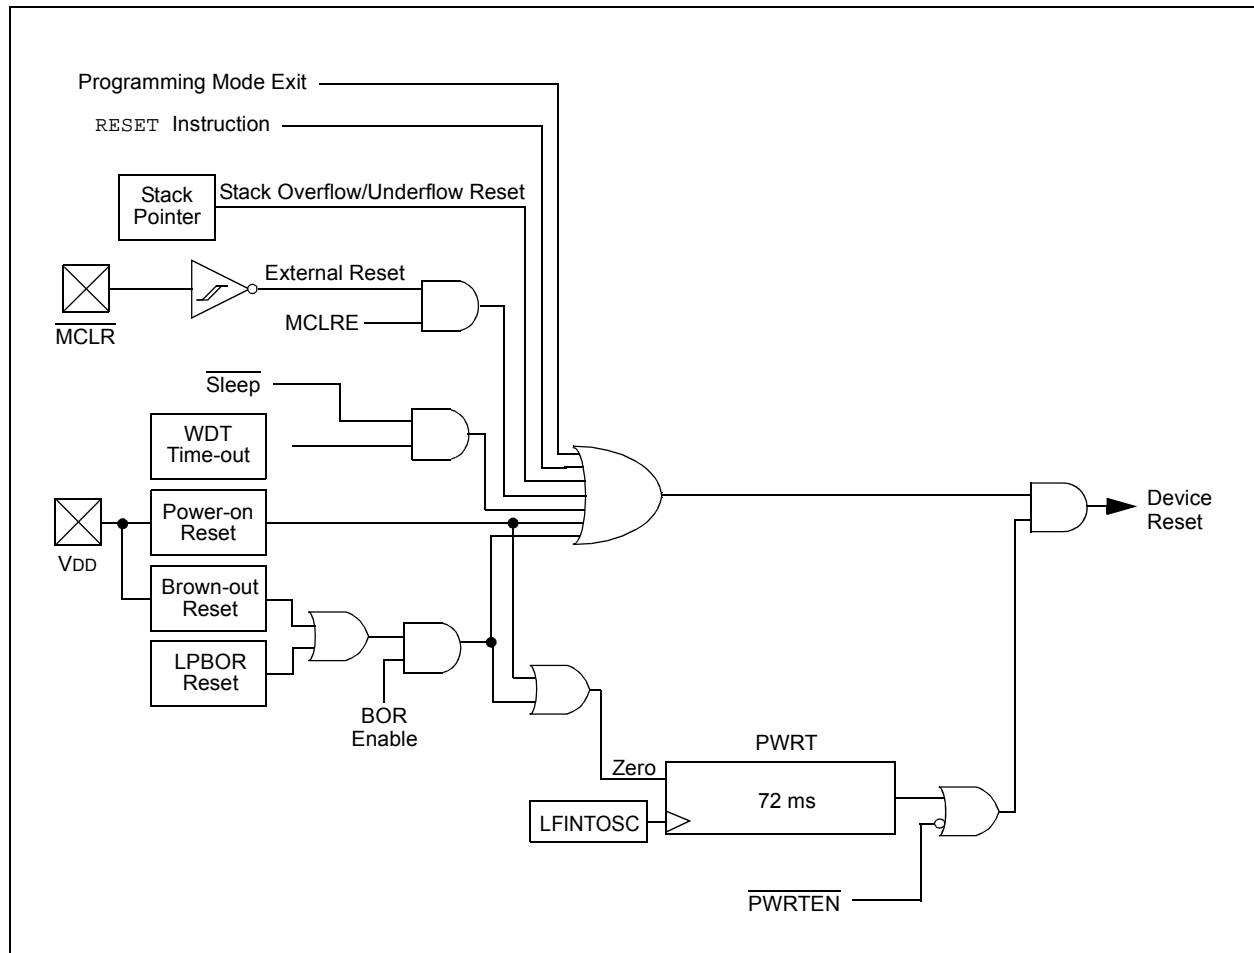 Programming Mode Exit
RESET Instruction
Stack
Pointer
Stack Overflow/Underflow Reset
External Reset
MCLR
MCLRE
Sleep
WDT
Time-out
Power-on
Reset
VDD
Brown-out
Reset
LPBOR
Reset
BOR
Enable
Device
Reset
PWRT
Zero
72 ms
LFINTOSC
PWRTEN